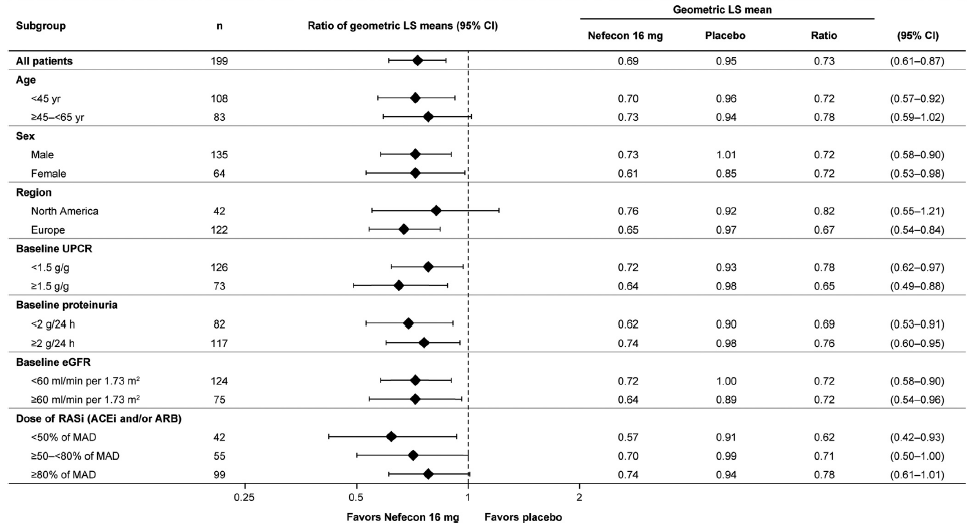 Geometric LS mean
Subgroup n Ratio of geometric LS means (95% CI) Nefecon 16 mg Placebo Ratio (95% CI)
All patients 199 0.69 0.95 0.73 (0.61–0.87)
Age
<45 yr 108 0.70 0.96 0.72 (0.57–0.92)
≥45–<65 yr 83 0.73 0.94 0.78 (0.59–1.02)
Sex
Male 135 0.73 1.01 0.72 (0.58–0.90)
Female 64 0.61 0.85 0.72 (0.53–0.98)
Region
North America 42 0.76 0.92 0.82 (0.55–1.21)
Europe 122 0.65 0.97 0.67 (0.54–0.84)
Baseline UPCR
<1.5 g/g 126 0.72 0.93 0.78 (0.62–0.97)
≥1.5 g/g 73 0.64 0.98 0.65 (0.49–0.88)
Baseline proteinuria
<2 g/24 h 82 0.62 0.90 0.69 (0.53–0.91)
≥2 g/24 h 117 0.74 0.98 0.76 (0.60–0.95)
Baseline eGFR
<60 ml/min per 1.73 m² 124 0.72 1.00 0.72 (0.58–0.90)
≥60 ml/min per 1.73 m² 75 0.64 0.89 0.72 (0.54–0.96)
Dose of RASi (ACEi and/or ARB)
<50% of MAD 42 0.57 0.91 0.62 (0.42–0.93)
≥50–<80% of MAD 55 0.70 0.99 0.71 (0.50–1.00)
≥80% of MAD 99 0.74 0.94 0.78 (0.61–1.01)
0.25 0.5 1 2
Favors Nefecon 16 mg Favors placebo